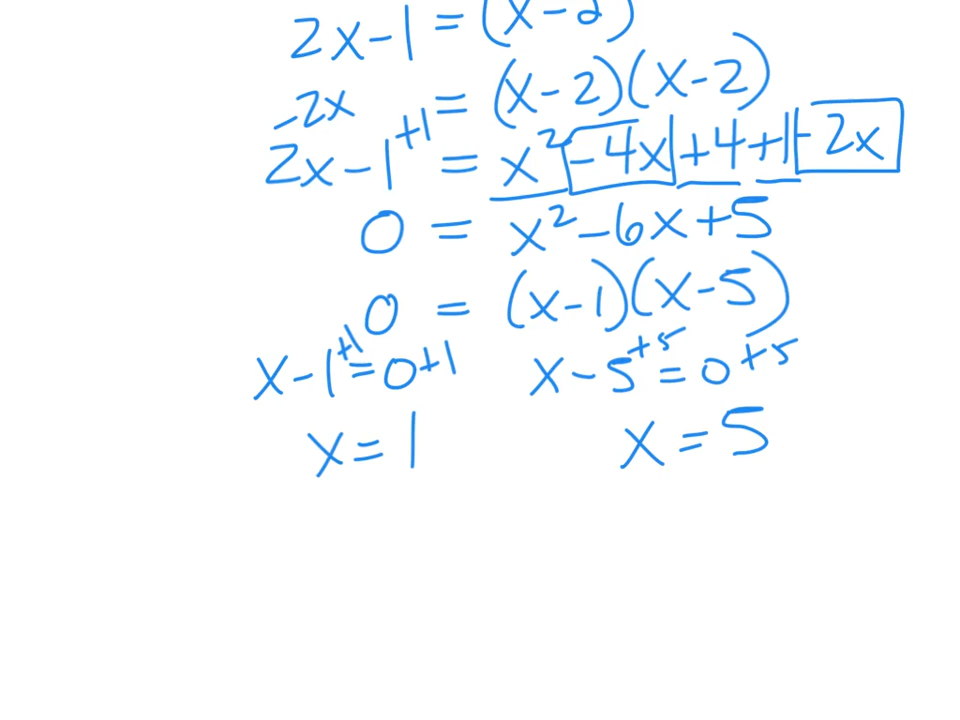 2x-1 = (x-2)
-2x = (x-2)(x-2)
2x-1+1 = x²-4x+4+1-2x
0 = x²-6x+5
0 = (x-1)(x-5)
x-1+1=0+1 x-5+5=0+5
x=1 x=5